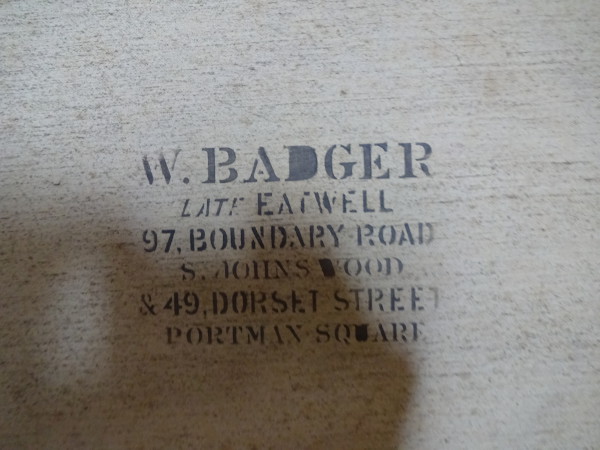 W. BADGER
LATE EATWELL
97, BOUNDARY ROAD
S. JOHNS WOOD
& 49, DORSET STREET
PORTMAN SQUARE